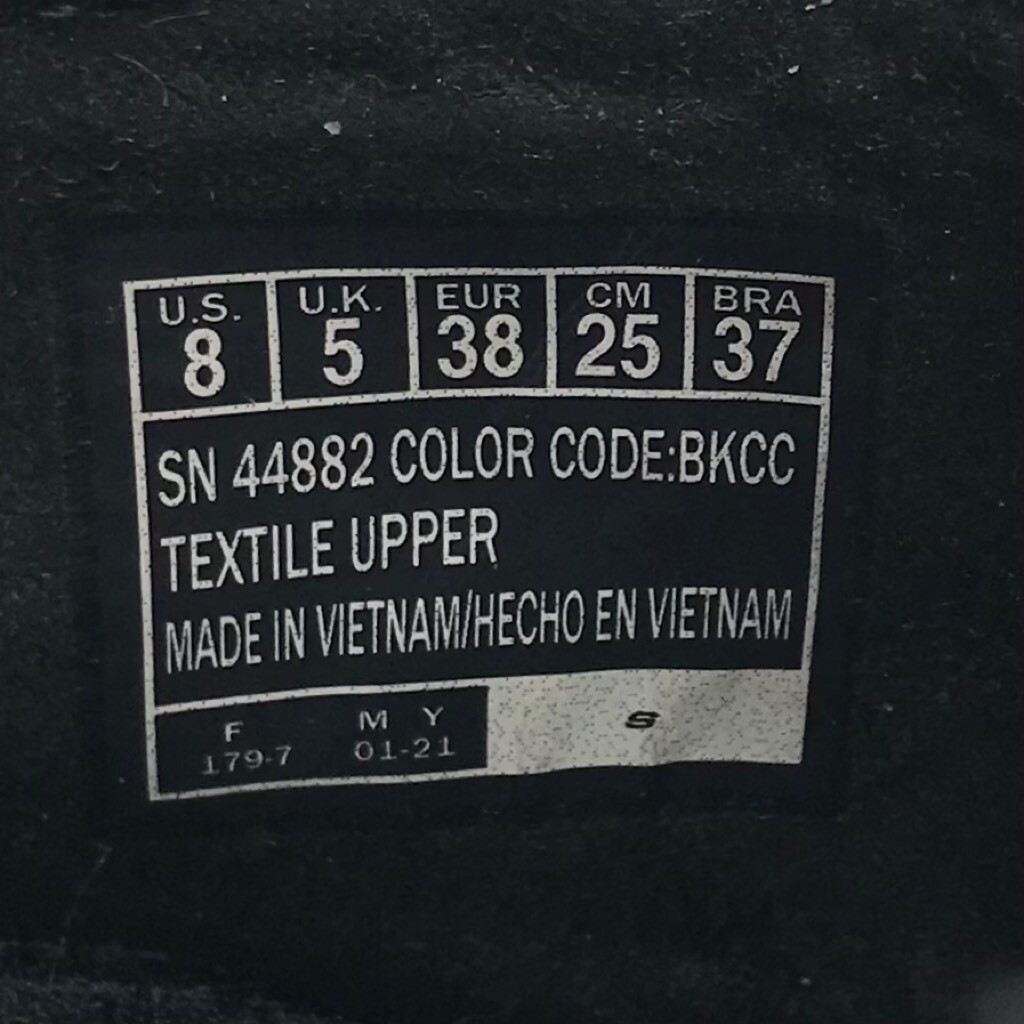 U.S. U.K. EUR CM BRA
8 5 38 25 37
SN 44882 COLOR CODE:BKCC
TEXTILE UPPER
MADE IN VIETNAM/HECHO EN VIETNAM
F M Y
179-7 01-21
S